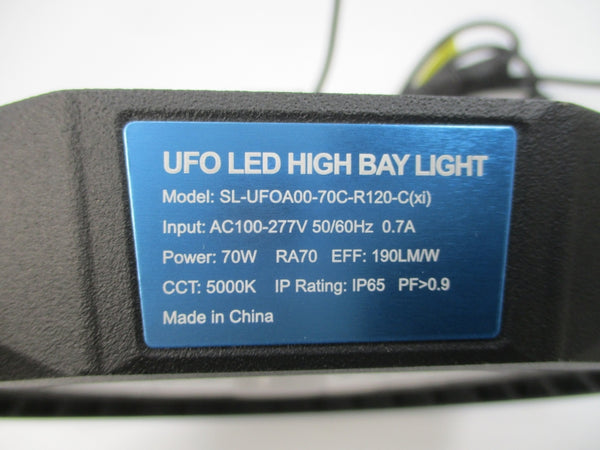 UFO LED HIGH BAY LIGHT
Model: SL-UFOA00-70C-R120-C(xi)
Input: AC100-277V 50/60Hz 0.7A
Power: 70W RA70 EFF: 190LM/W
CCT: 5000K IP Rating: IP65 PF>0.9
Made in China